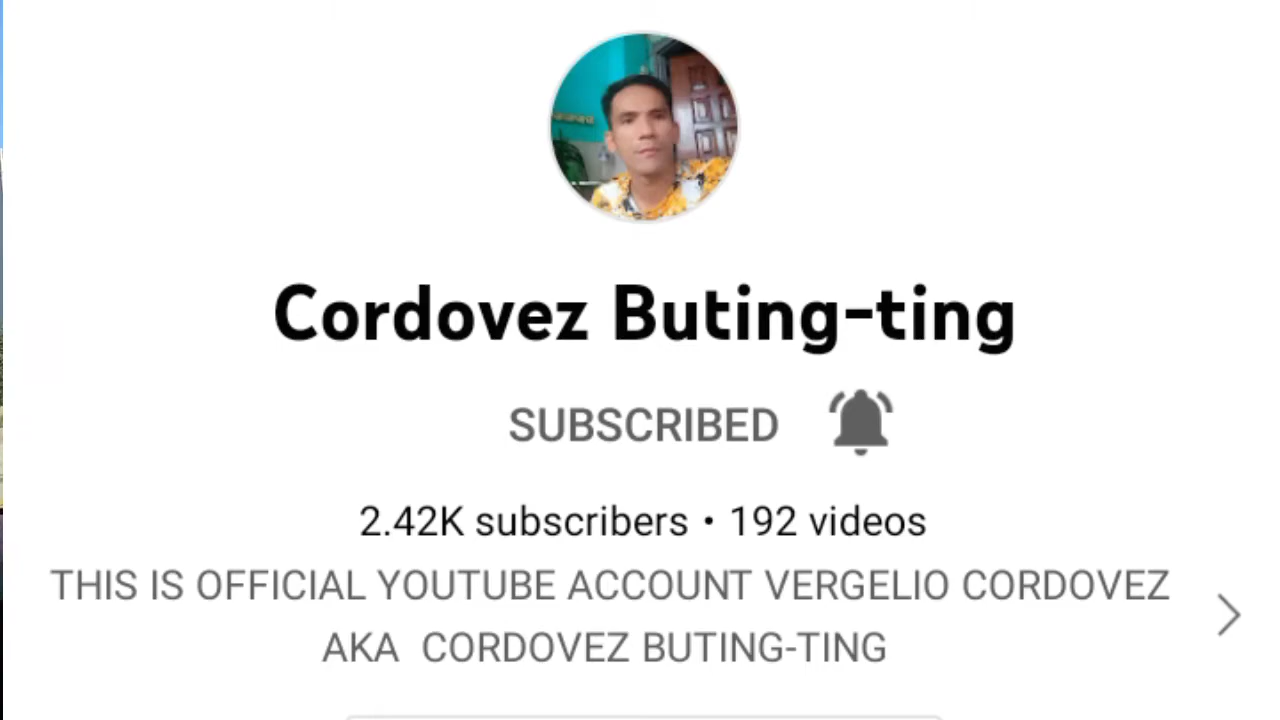 Cordovez Buting-ting
SUBSCRIBED
2.42K subscribers • 192 videos
THIS IS OFFICIAL YOUTUBE ACCOUNT VERGELIO CORDOVEZ
AKA CORDOVEZ BUTING-TING